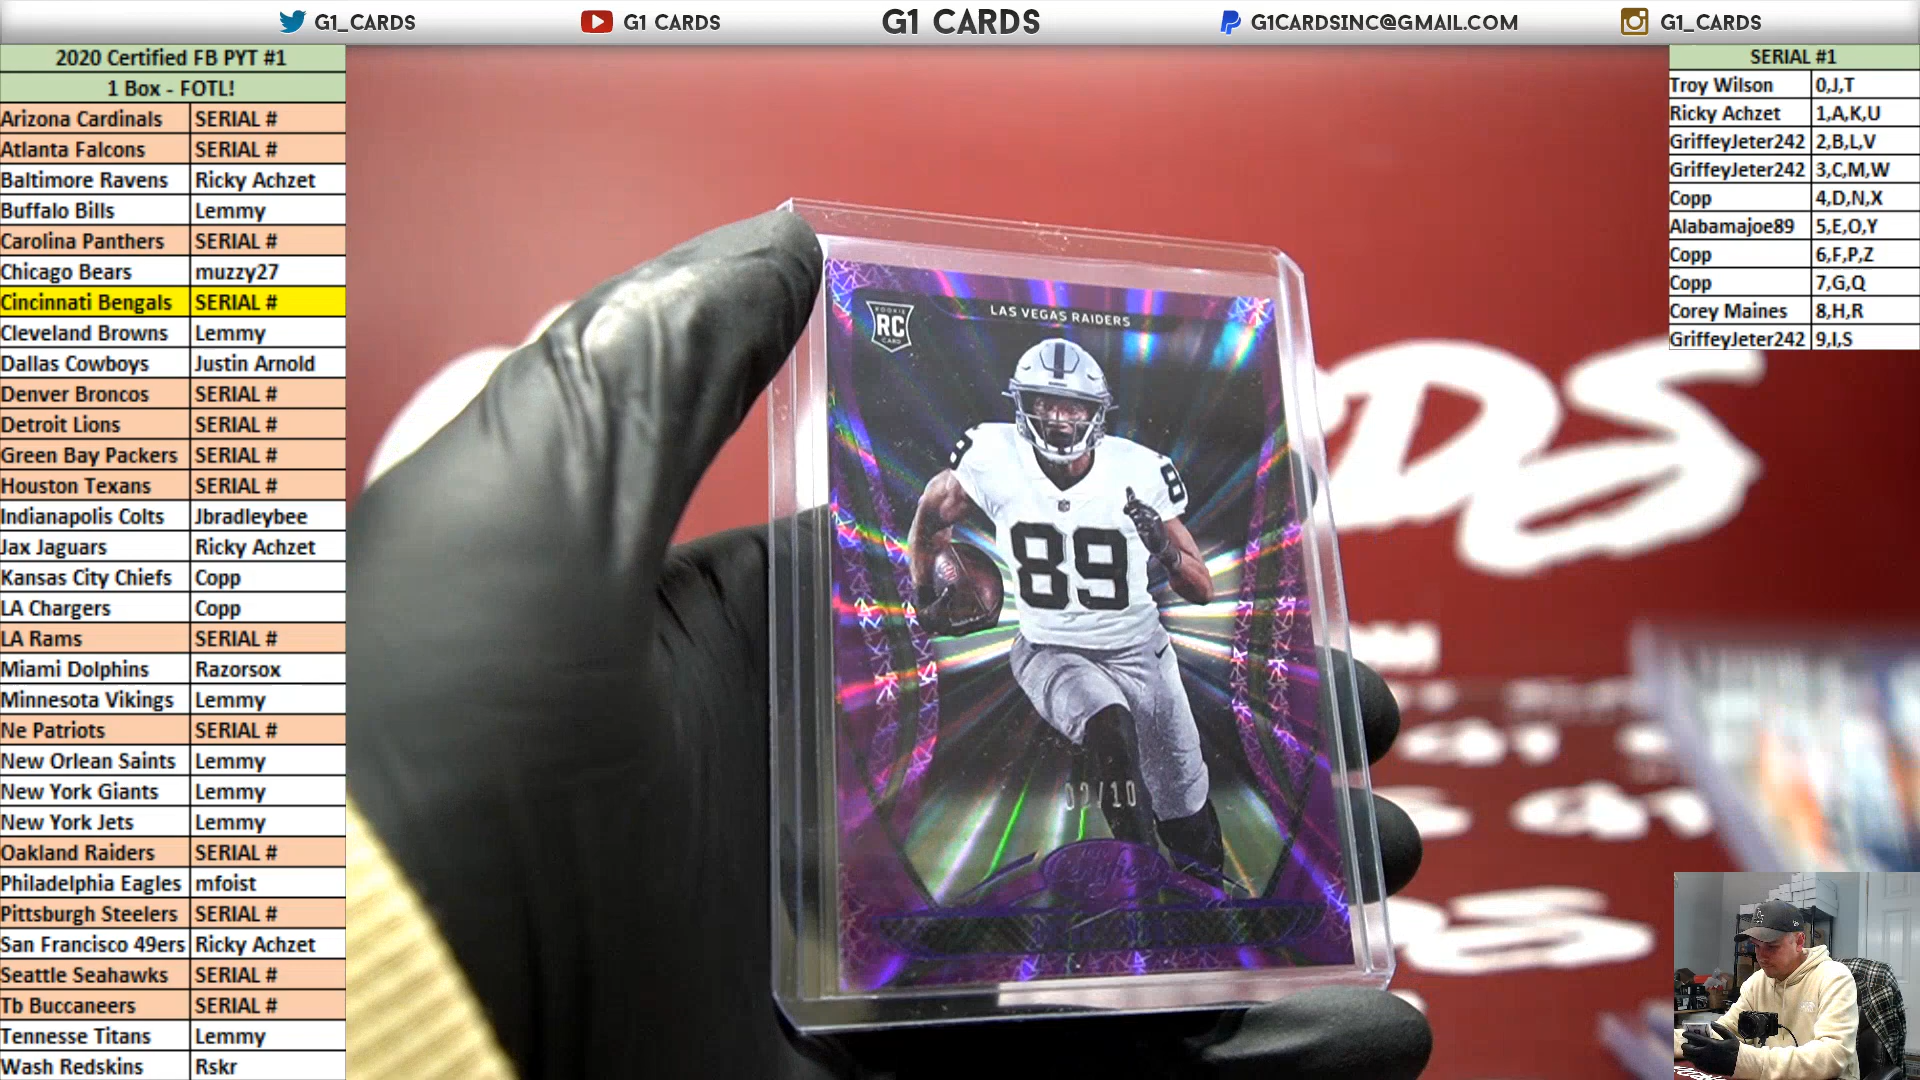 G1_CARDS
G1 CARDS
G1 CARDS
G1CARDSINC@GMAIL.COM
G1_CARDS
2020 Certified FB PYT #1
1 Box - FOTL!
Arizona Cardinals SERIAL #
Atlanta Falcons SERIAL #
Baltimore Ravens Ricky Achzet
Buffalo Bills Lemmy
Carolina Panthers SERIAL #
Chicago Bears muzzy27
Cincinnati Bengals SERIAL #
Cleveland Browns Lemmy
Dallas Cowboys Justin Arnold
Denver Broncos SERIAL #
Detroit Lions SERIAL #
Green Bay Packers SERIAL #
Houston Texans SERIAL #
Indianapolis Colts Jbradleybee
Jax Jaguars Ricky Achzet
Kansas City Chiefs Copp
LA Chargers Copp
LA Rams SERIAL #
Miami Dolphins Razorsox
Minnesota Vikings Lemmy
Ne Patriots SERIAL #
New Orlean Saints Lemmy
New York Giants Lemmy
New York Jets Lemmy
Oakland Raiders SERIAL #
Philadelphia Eagles mfoist
Pittsburgh Steelers SERIAL #
San Francisco 49ers Ricky Achzet
Seattle Seahawks SERIAL #
Tb Buccaneers SERIAL #
Tennesse Titans Lemmy
Wash Redskins Rskr
SERIAL #1
Troy Wilson 0,J,T
Ricky Achzet 1,A,K,U
GriffeyJeter242 2,B,L,V
GriffeyJeter242 3,C,M,W
Copp 4,D,N,X
Alabamajoe89 5,E,O,Y
Copp 6,F,P,Z
Copp 7,G,Q
Corey Maines 8,H,R
GriffeyJeter242 9,I,S
ROOKIE
RC
CARD
LAS VEGAS RAIDERS
89
89
89
02/10
Certified